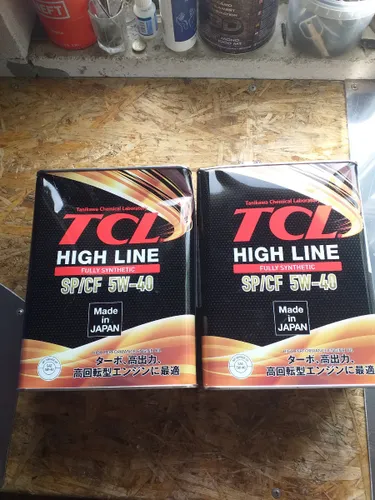 Tanikawa Chemical Laboratory
TCL
HIGH LINE
FULLY SYNTHETIC
SP/CF 5W-40
Made
in
JAPAN
ターボ、高出力、
高回転型エンジンに最適
Tanikawa Chemical Laboratory
TCL
HIGH LINE
FULLY SYNTHETIC
SP/CF 5W-40
Made
in
JAPAN
ターボ、高出力、
高回転型エンジンに最適